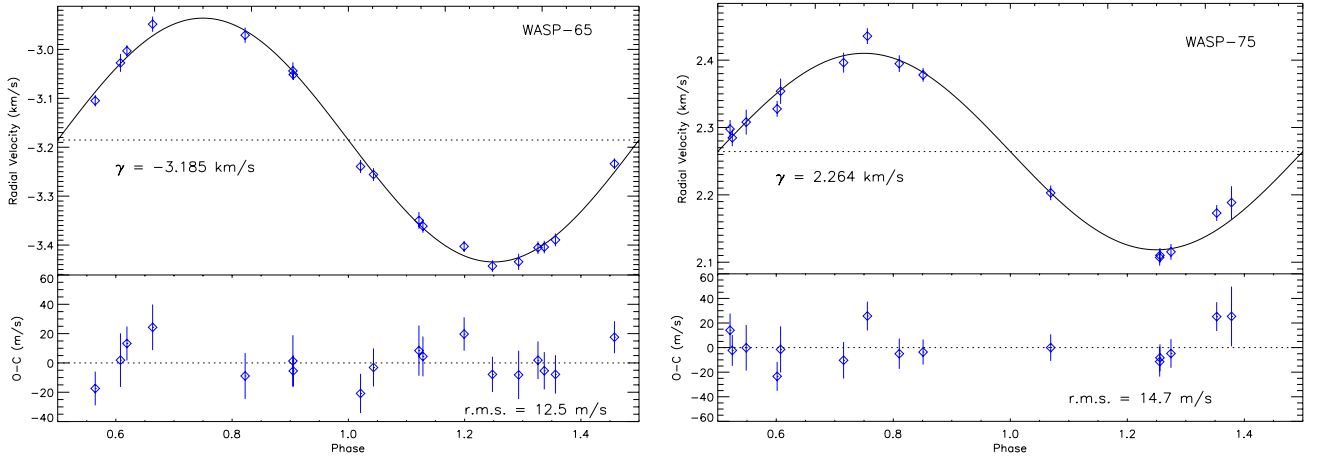 WASP-65
Radial Velocity (km/s)
−3.0
−3.1
−3.2
−3.3
−3.4
γ = −3.185 km/s
O−C (m/s)
60
40
20
0
−20
−40
r.m.s. = 12.5 m/s
0.6 0.8 1.0 1.2 1.4
Phase
WASP-75
Radial Velocity (km/s)
2.4
2.3
2.2
2.1
γ = 2.264 km/s
O−C (m/s)
60
40
20
0
−20
−40
−60
r.m.s. = 14.7 m/s
0.6 0.8 1.0 1.2 1.4
Phase